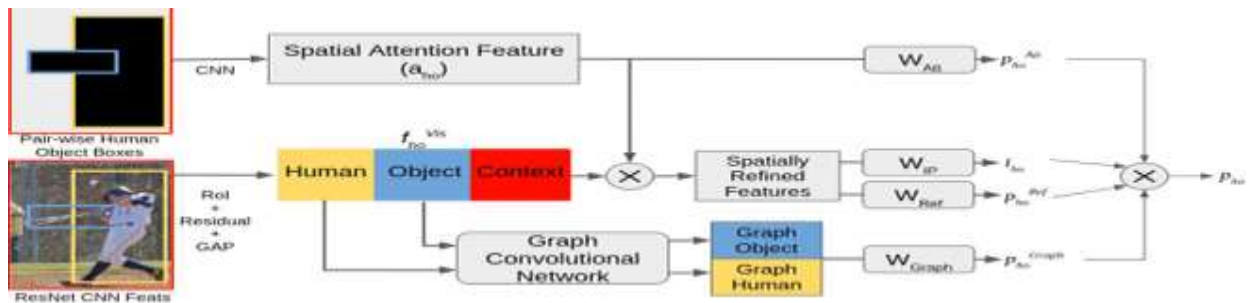 Spatial Attention Feature
(a_ho)
CNN
W_Att
p_ho^Att
Pair-wise Human
Object Boxes
f_ho^Vis
Human
Object
Context
RoI
+
Residual
+
GAP
Spatially
Refined
Features
W_IP
i_ho
W_Ref
p_ho^Ref
p_ho
Graph
Convolutional
Network
Graph
Object
Graph
Human
W_Graph
p_ho^Graph
ResNet CNN Feats